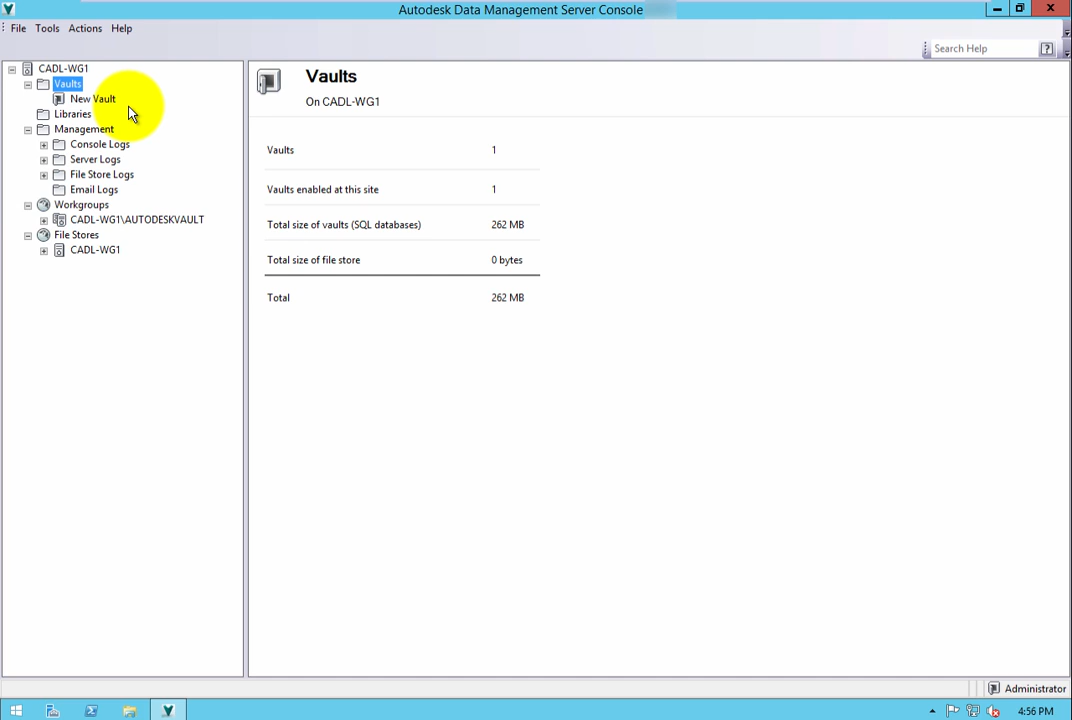 Autodesk Data Management Server Console
File Tools Actions Help
Search Help
CADL-WG1
Vaults
New Vault
Libraries
Management
Console Logs
Server Logs
File Store Logs
Email Logs
Workgroups
CADL-WG1\AUTODESKVAULT
File Stores
CADL-WG1
Vaults
On CADL-WG1
Vaults 1
Vaults enabled at this site 1
Total size of vaults (SQL databases) 262 MB
Total size of file store 0 bytes
Total 262 MB
Administrator
4:56 PM